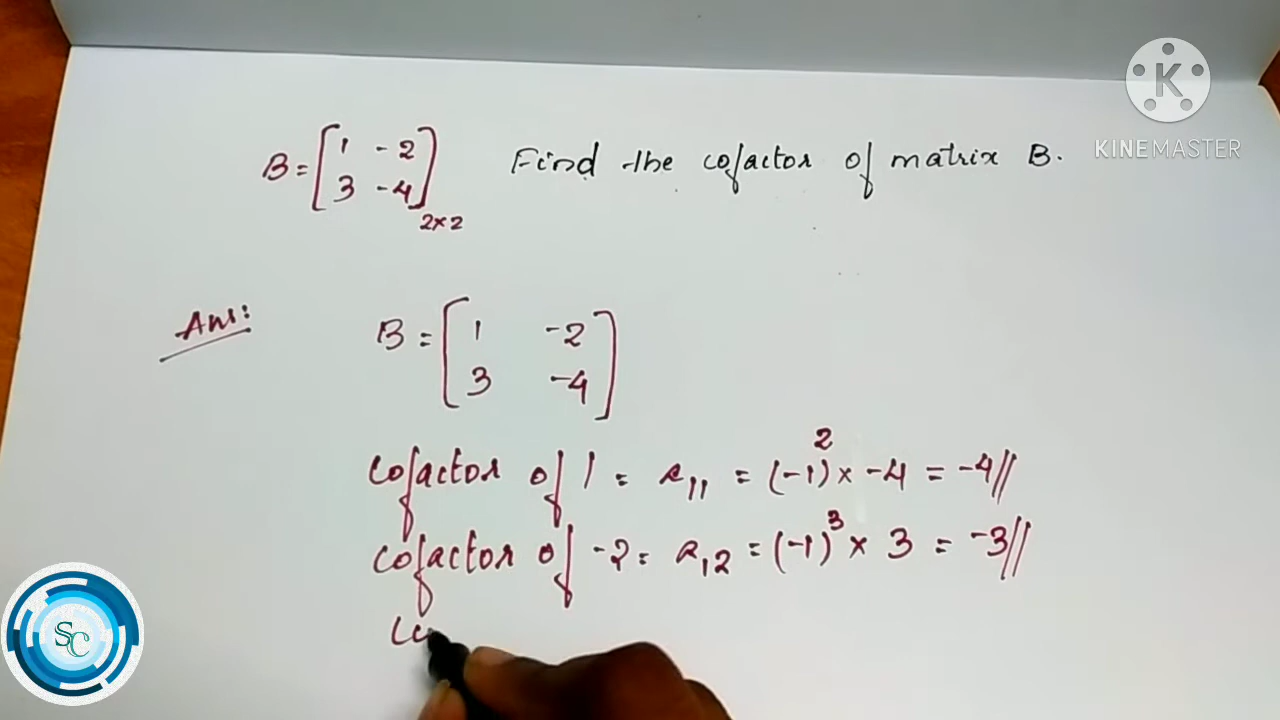 B = [ 1 -2
3 -4 ] 2×2 Find the cofactor of matrix B.
KINEMASTER
K
Ans:
B = [ 1 -2
3 -4 ]
cofactor of 1 = a11 = (-1)² × -4 = -4//
cofactor of -2 = a12 = (-1)³ × 3 = -3//
SC